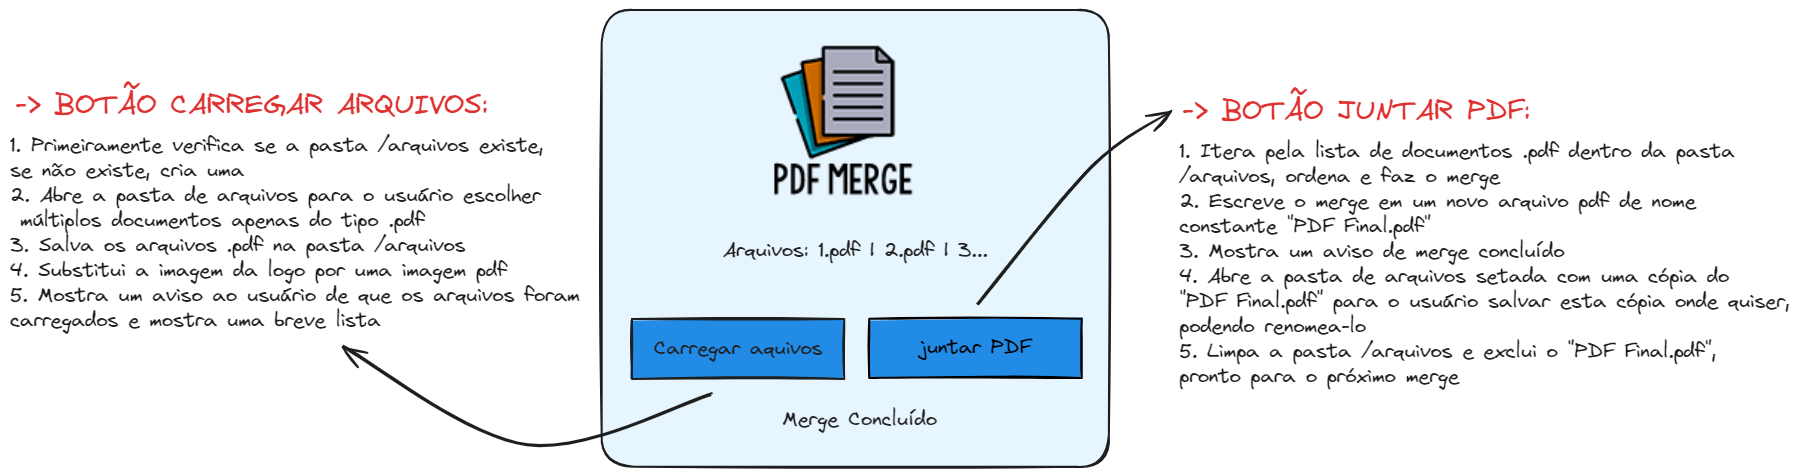 -> BOTÃO CARREGAR ARQUIVOS:
1. Primeiramente verifica se a pasta /arquivos existe,
se não existe, cria uma
2. Abre a pasta de arquivos para o usuário escolher
múltiplos documentos apenas do tipo .pdf
3. Salva os arquivos .pdf na pasta /arquivos
4. Substitui a imagem da logo por uma imagem pdf
5. Mostra um aviso ao usuário de que os arquivos foram
carregados e mostra uma breve lista
PDF MERGE
Arquivos: 1.pdf | 2.pdf | 3...
Carregar aquivos
juntar PDF
Merge Concluído
-> BOTÃO JUNTAR PDF:
1. Itera pela lista de documentos .pdf dentro da pasta
/arquivos, ordena e faz o merge
2. Escreve o merge em um novo arquivo pdf de nome
constante "PDF Final.pdf"
3. Mostra um aviso de merge concluído
4. Abre a pasta de arquivos setada com uma cópia do
"PDF Final.pdf" para o usuário salvar esta cópia onde quiser,
podendo renomea-lo
5. Limpa a pasta /arquivos e exclui o "PDF Final.pdf",
pronto para o próximo merge